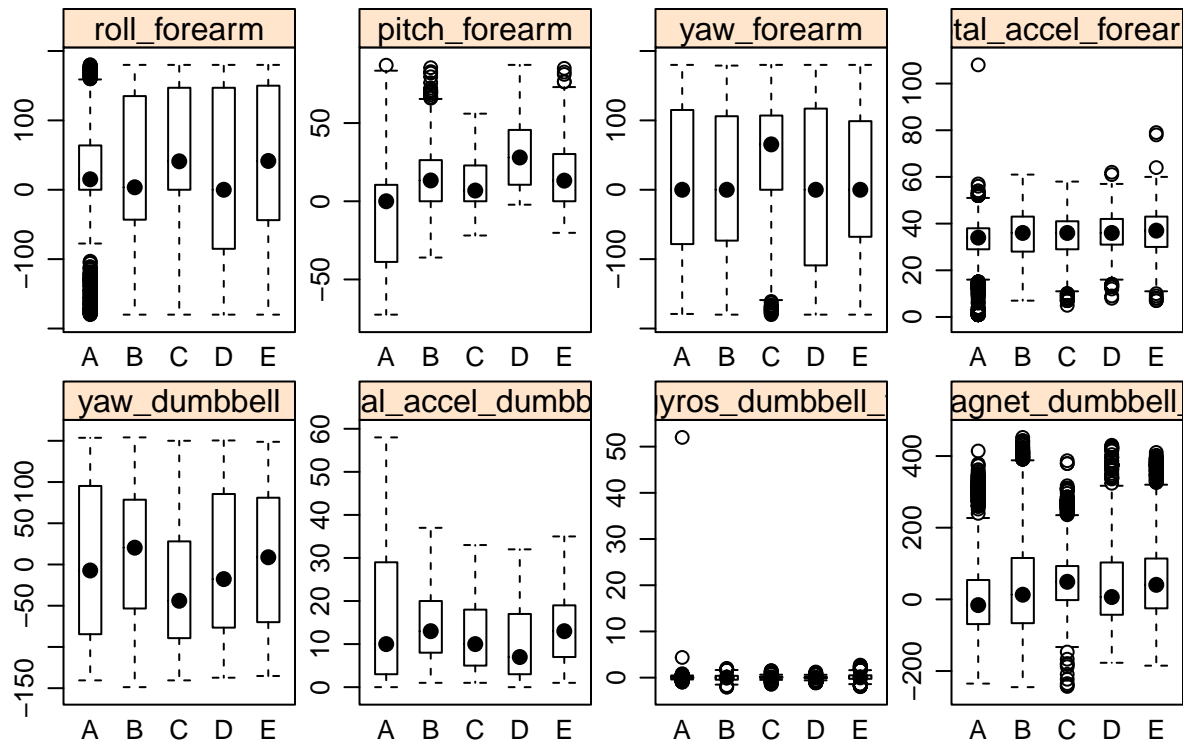 roll_forearm
100
0
−100
A B C D E
pitch_forearm
50
0
−50
A B C D E
yaw_forearm
100
0
−100
A B C D E
tal_accel_forear
100
80
60
40
20
0
A B C D E
yaw_dumbbell
100
50
0
−50
−150
A B C D E
al_accel_dumbb
60
50
40
30
20
10
0
A B C D E
gyros_dumbbell_
50
40
30
20
10
0
A B C D E
agnet_dumbbell_
400
200
0
−200
A B C D E